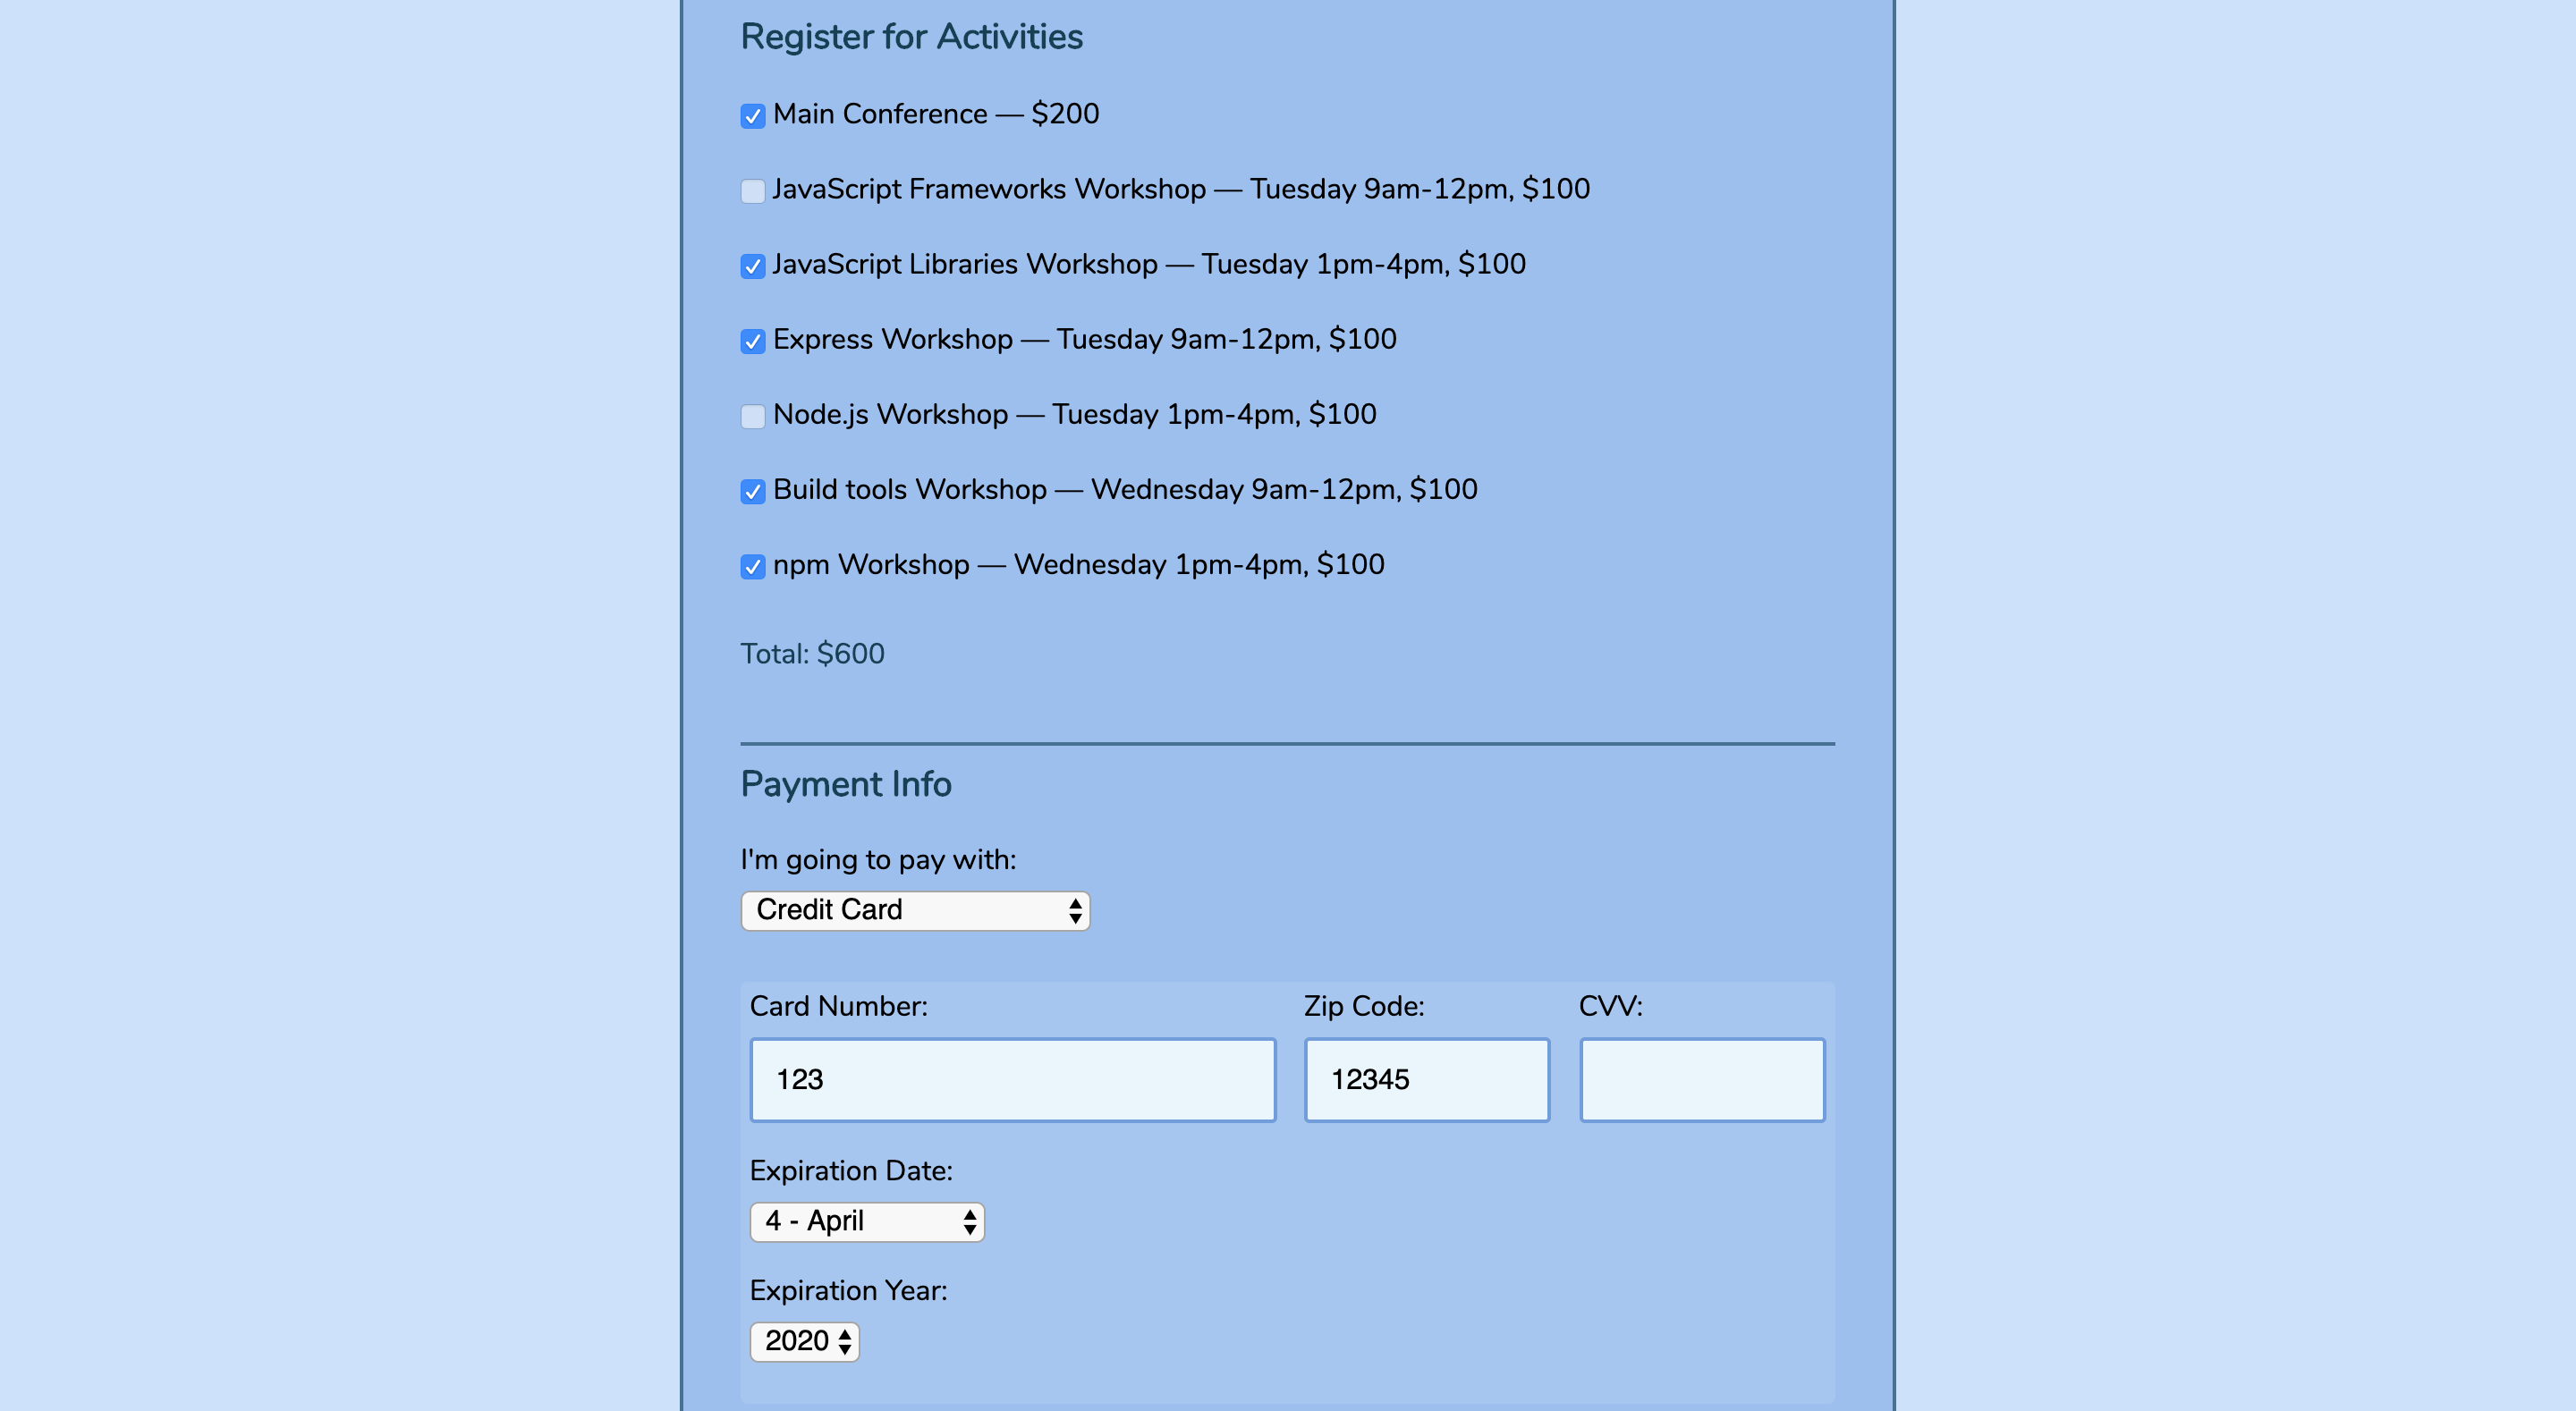 Register for Activities
Main Conference — $200
JavaScript Frameworks Workshop — Tuesday 9am-12pm, $100
JavaScript Libraries Workshop — Tuesday 1pm-4pm, $100
Express Workshop — Tuesday 9am-12pm, $100
Node.js Workshop — Tuesday 1pm-4pm, $100
Build tools Workshop — Wednesday 9am-12pm, $100
npm Workshop — Wednesday 1pm-4pm, $100
Total: $600
Payment Info
I'm going to pay with:
Credit Card
Card Number: Zip Code: CVV:
123 12345
Expiration Date:
4 - April
Expiration Year:
2020